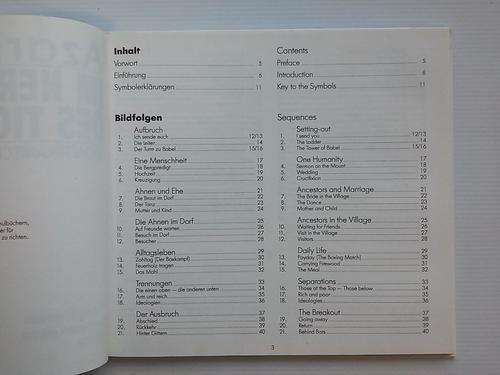 Inhalt
Vorwort 5
Einführung 6
Symbolerklärungen 11
Bildfolgen
Aufbruch
1. Ich sende euch 12/13
2. Die Leiter 14
3. Der Turm zu Babel 15/16
Eine Menschheit 17
4. Die Bergpredigt 18
5. Hochzeit 19
6. Kreuzigung 20
Ahnen und Ehe 21
7. Die Braut im Dorf 22
8. Der Tanz 23
9. Mutter und Kind 24
Die Ahnen im Dorf 25
10. Auf Freunde warten 26
11. Besuch im Dorf 27
12. Besucher 28
Alltagsleben 29
13. Zahltag (Der Boxkampf) 30
14. Feuerholz tragen 31
15. Das Mahl 32
Trennungen 33
16. Die einen oben — die anderen unten 34
17. Arm und reich 35
18. Ideologien 36
Der Ausbruch 37
19. Abschied 38
20. Rückkehr 39
21. Hinter Gittern 40
Contents
Preface 5
Introduction 6
Key to the Symbols 11
Sequences
Setting-out
1. I send you 12/13
2. The ladder 14
3. The Tower of Babel 15/16
One Humanity 17
4. Sermon on the Mount 18
5. Wedding 19
6. Crucifixion 20
Ancestors and Marriage 21
7. The Bride in the Village 22
8. The Dance 23
9. Mother and Child 24
Ancestors in the Village 25
10. Waiting for Friends 26
11. Visit in the Village 27
12. Visitors 28
Daily Life 29
13. Payday (The Boxing Match) 30
14. Carrying Firewood 31
15. The Meal 32
Separations 33
16. Those at the Top — Those below 34
17. Rich and poor 35
18. Ideologies 36
The Breakout 37
19. Going away 38
20. Return 39
21. Behind Bars 40
3
zu richten.